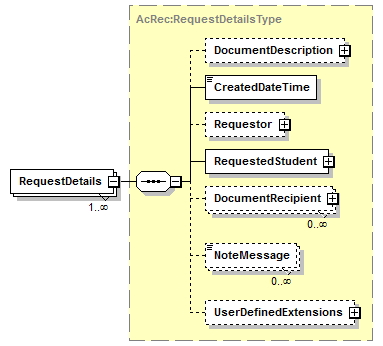 AcRec:RequestDetailsType
DocumentDescription
CreatedDateTime
Requestor
RequestedStudent
RequestDetails
1..∞
DocumentRecipient
0..∞
NoteMessage
0..∞
UserDefinedExtensions